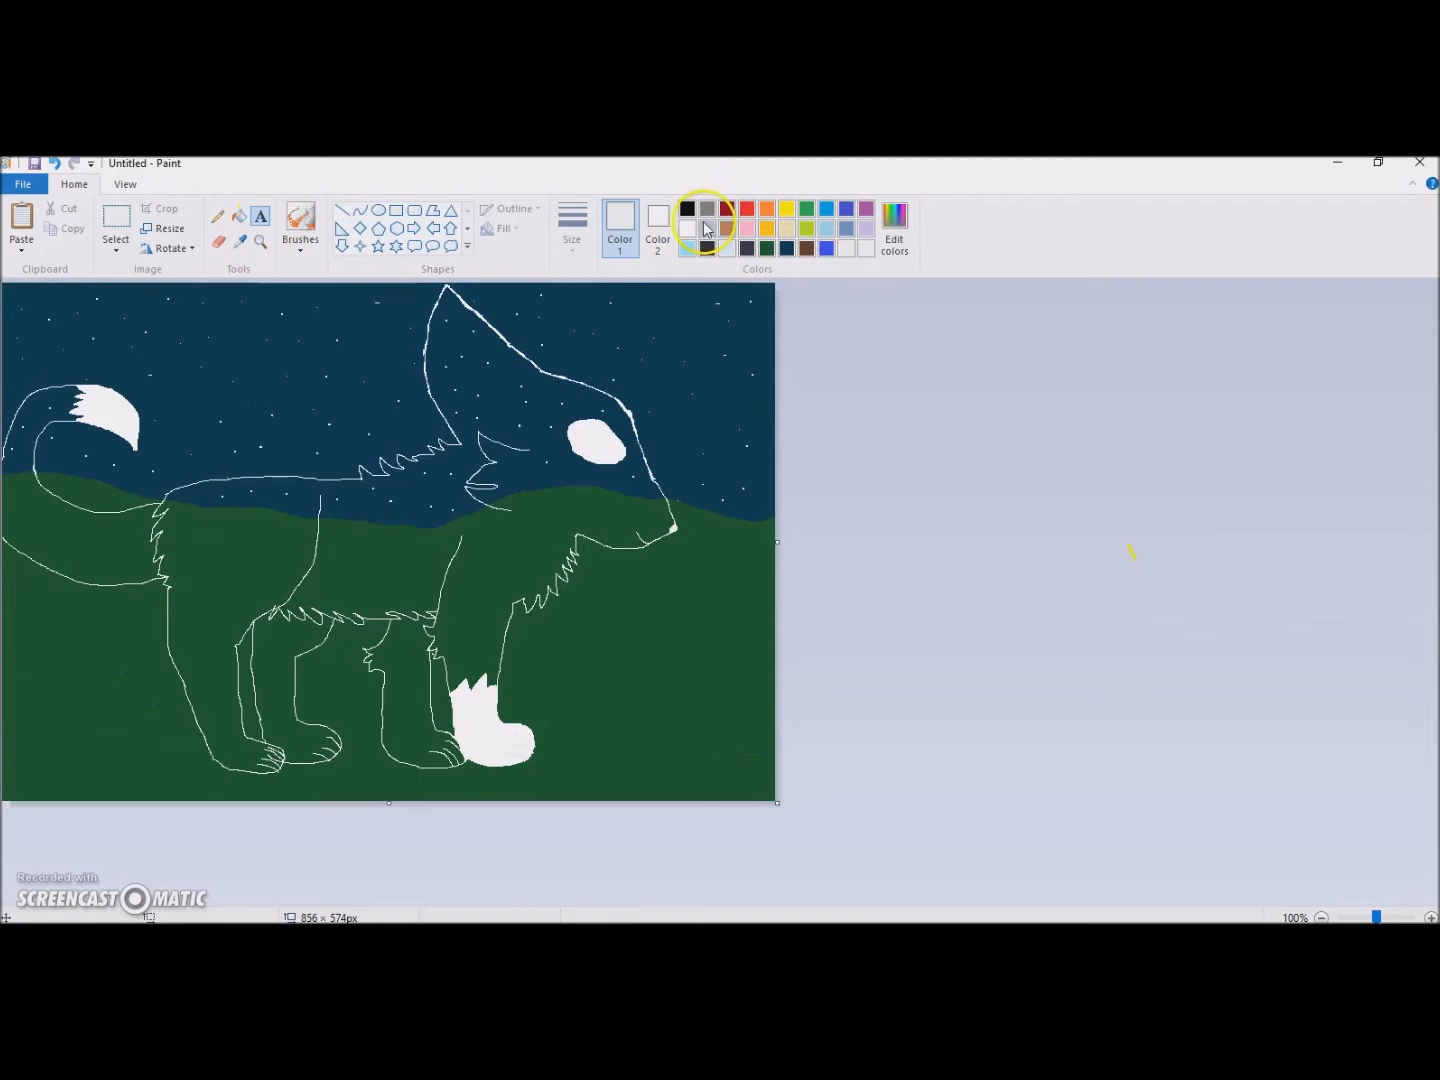 Untitled - Paint
File Home View
Cut
Copy
Paste
Clipboard
Select
Crop
Resize
Rotate
Image
A
Tools
Brushes
Outline
Fill
Shapes
Size
Color
1
Color
2
Edit
colors
Colors
Recorded with
SCREENCAST MATIC
856 × 574px
100%